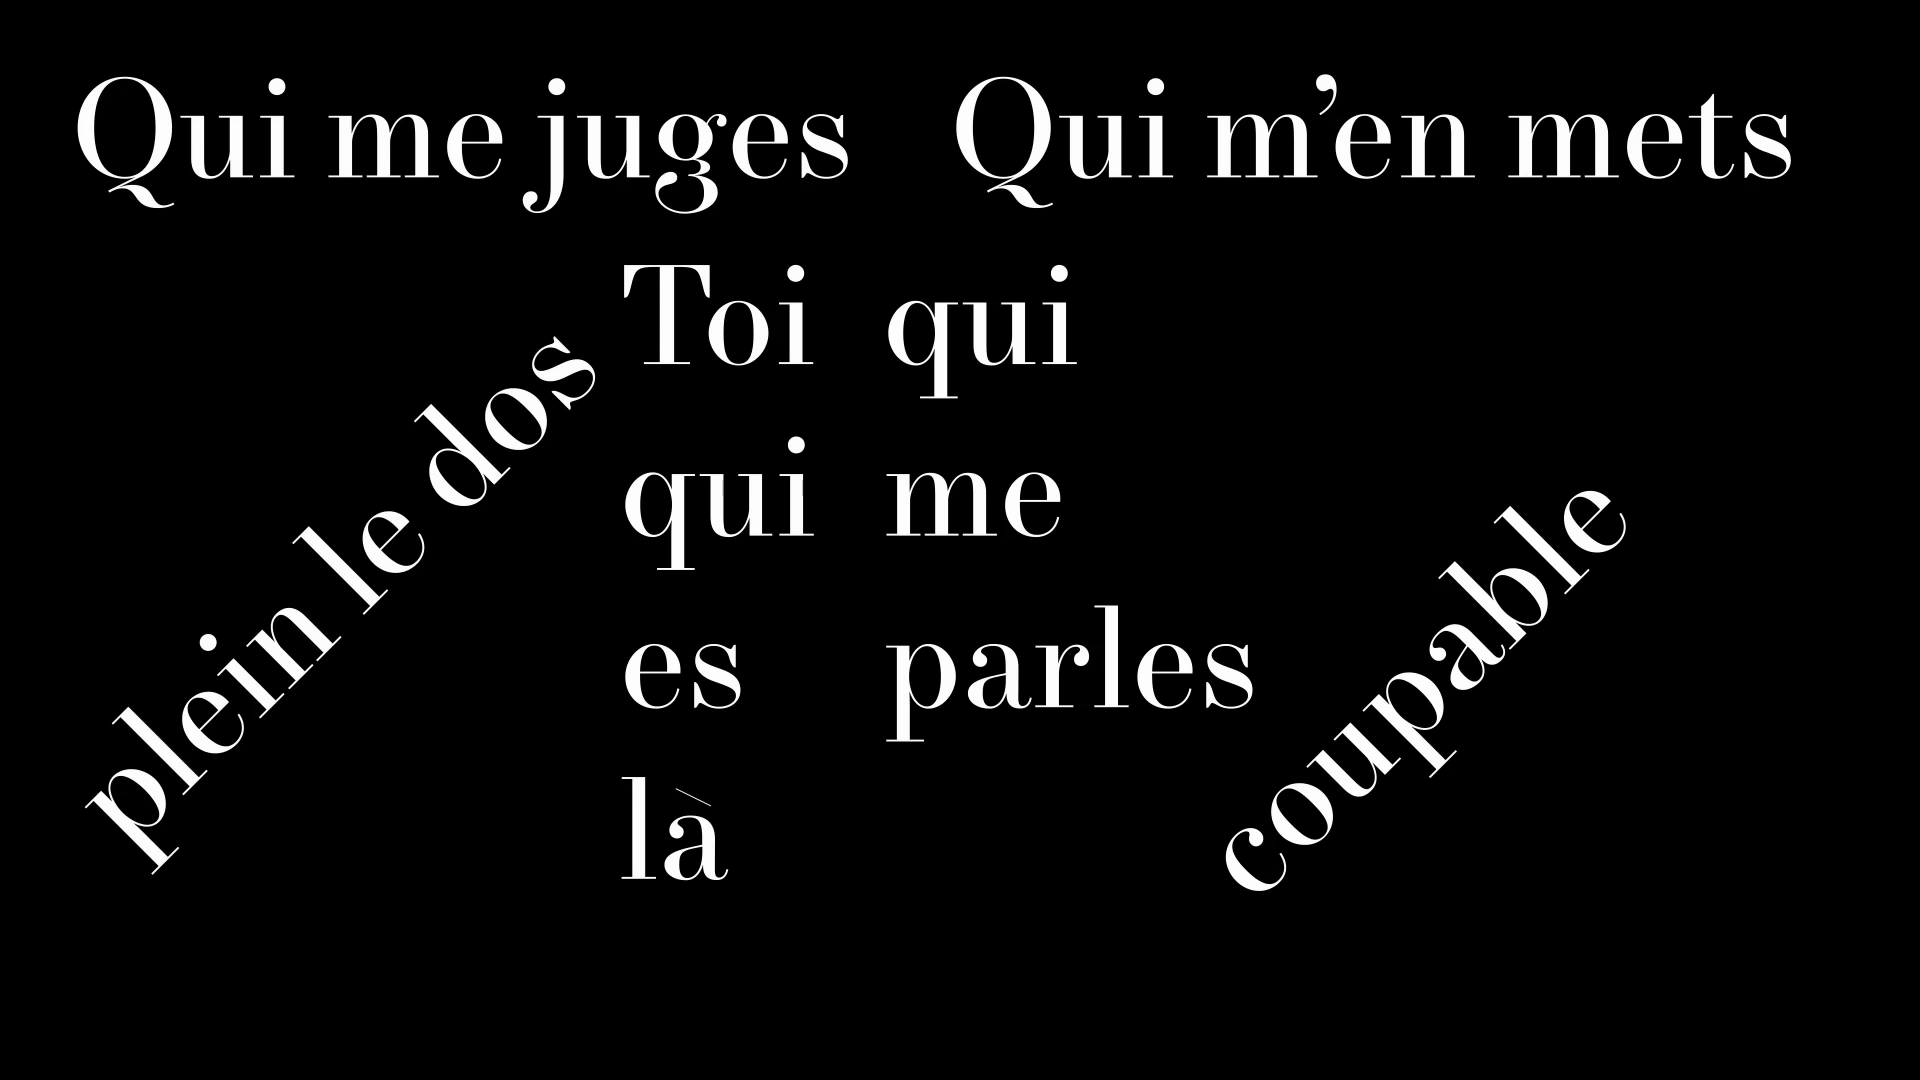 Qui me juges
Qui m’en mets
plein le dos
Toi
qui
es
là
qui
me
parles
coupable